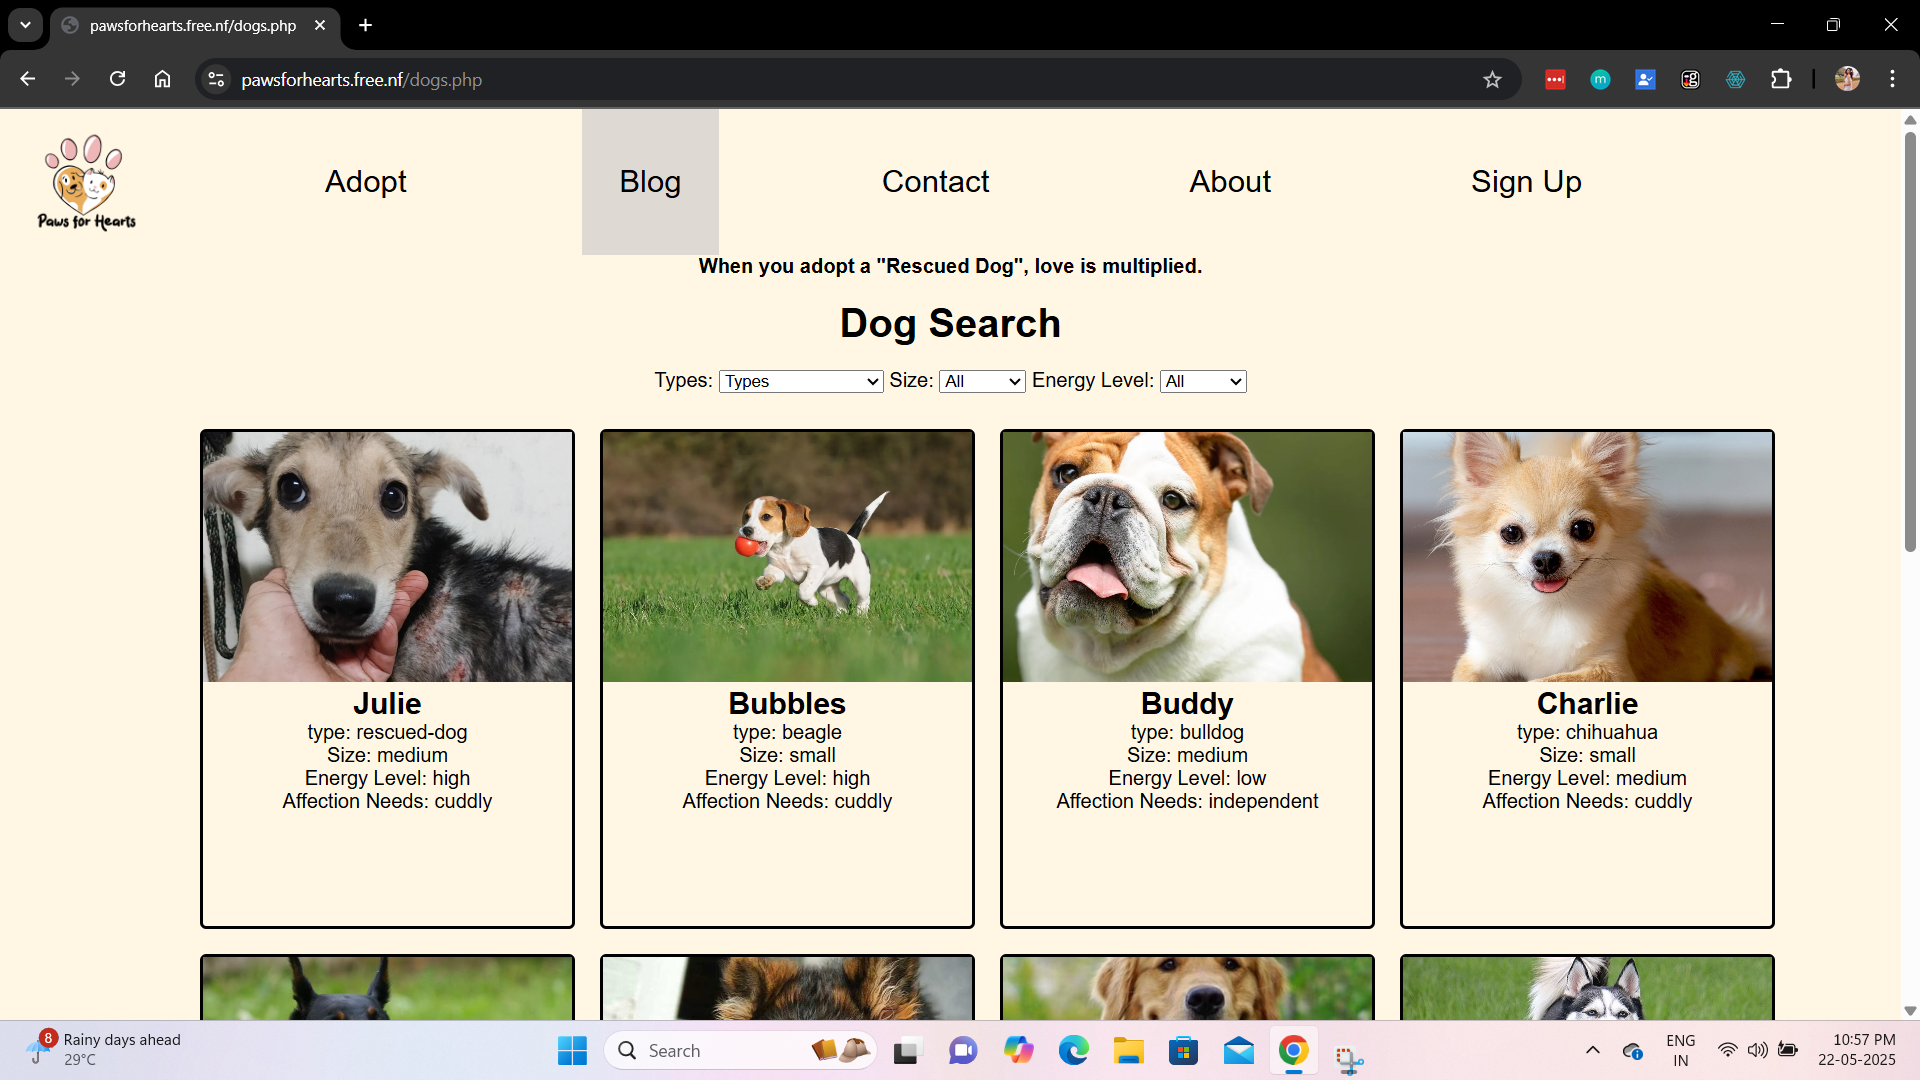 pawsforhearts.free.nf/dogs.php
pawsforhearts.free.nf/dogs.php
m
Paws for Hearts
Adopt
Blog
Contact
About
Sign Up
When you adopt a "Rescued Dog", love is multiplied.
Dog Search
Types: Types Size: All Energy Level: All
Julie
type: rescued-dog
Size: medium
Energy Level: high
Affection Needs: cuddly
Bubbles
type: beagle
Size: small
Energy Level: high
Affection Needs: cuddly
Buddy
type: bulldog
Size: medium
Energy Level: low
Affection Needs: independent
Charlie
type: chihuahua
Size: small
Energy Level: medium
Affection Needs: cuddly
8
Rainy days ahead
29°C
Search
ENG
IN
10:57 PM
22-05-2025